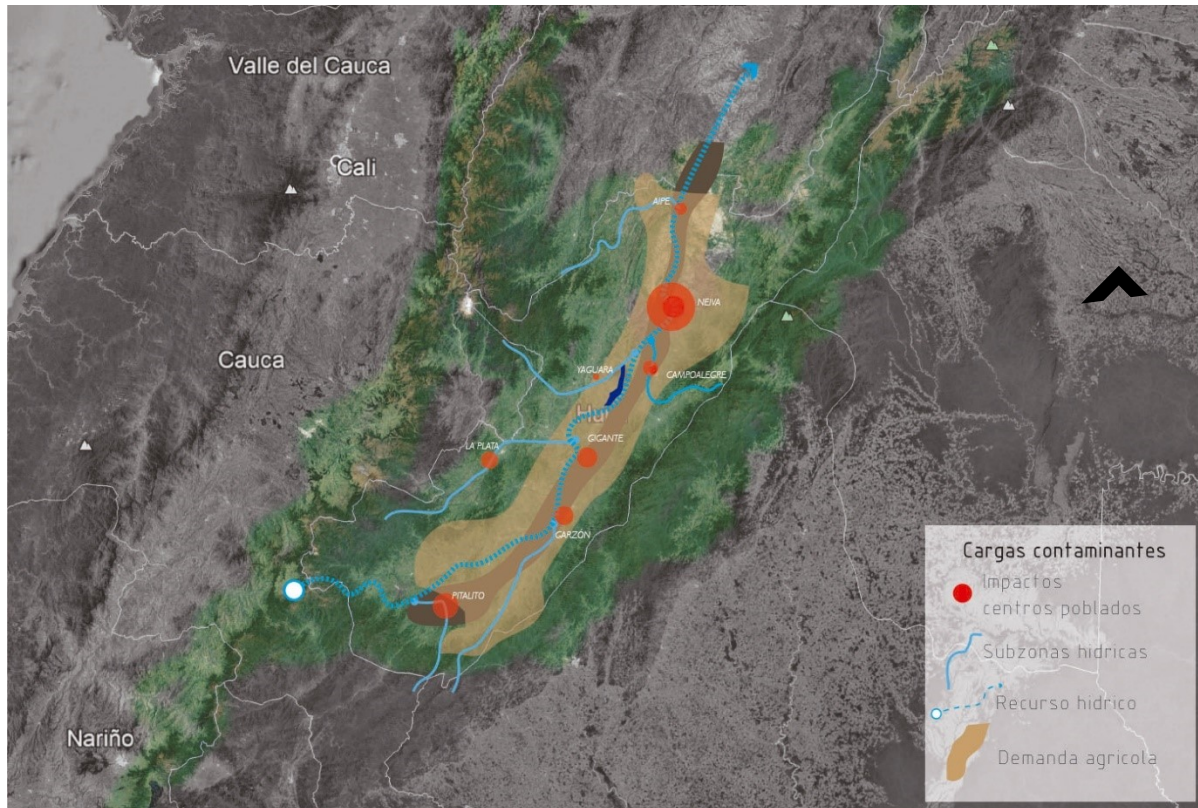 Valle del Cauca
Cali
AIPE
NEIVA
Cauca
YAGUARA
CAMPOALEGRE
Hui
GIGANTE
LA PLATA
GARZÓN
PITALITO
Nariño
Cargas contaminantes
Impactos
centros poblados
Subzonas hidricas
Recurso hidrico
Demanda agricola